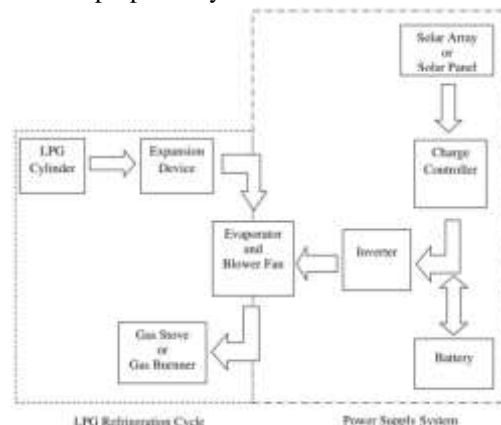 Solar Array
or
Solar Panel
LPG
Cylinder
Expansion
Device
Charge
Controller
Evaporator
and
Blower Fan
Inverter
Gas Stove
or
Gas Burnner
Battery
LPG Refrigeration Cycle
Power Supply System